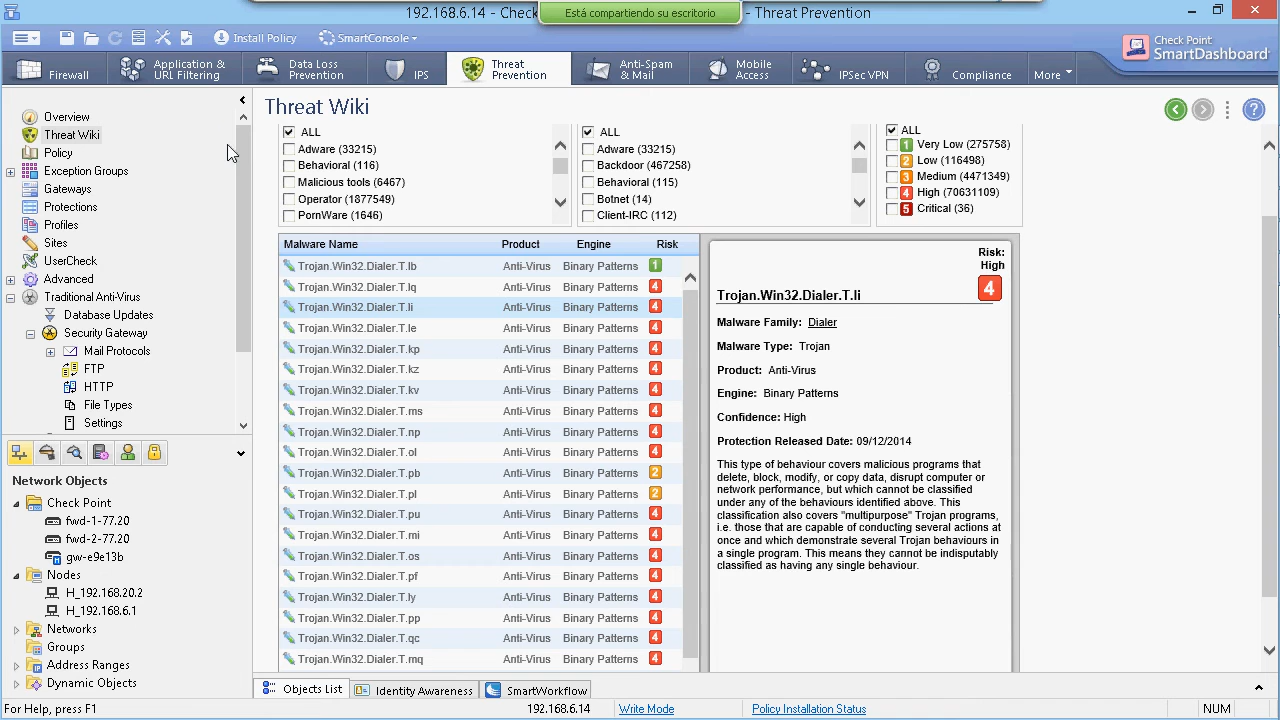 192.168.6.14 - Check
Está compartiendo su escritorio
- Threat Prevention
Install Policy
SmartConsole
Check Point
SmartDashboard
Firewall
Application &
URL Filtering
Data Loss
Prevention
IPS
Threat
Prevention
Anti-Spam
& Mail
Mobile
Access
IPSec VPN
Compliance
More
Overview
Threat Wiki
Policy
Exception Groups
Gateways
Protections
Profiles
Sites
UserCheck
Advanced
Traditional Anti-Virus
Database Updates
Security Gateway
Mail Protocols
FTP
HTTP
File Types
Settings
Network Objects
Check Point
fwd-1-77.20
fwd-2-77.20
gw-e9e13b
Nodes
H_192.168.20.2
H_192.168.6.1
Networks
Groups
Address Ranges
Dynamic Objects
Threat Wiki
ALL
Adware (33215)
Behavioral (116)
Malicious tools (6467)
Operator (1877549)
PornWare (1646)
ALL
Adware (33215)
Backdoor (467258)
Behavioral (115)
Botnet (14)
Client-IRC (112)
ALL
1 Very Low (275758)
2 Low (116498)
3 Medium (4471349)
4 High (70631109)
5 Critical (36)
Malware Name Product Engine Risk
Trojan.Win32.Dialer.T.lb Anti-Virus Binary Patterns 1
Trojan.Win32.Dialer.T.lq Anti-Virus Binary Patterns 4
Trojan.Win32.Dialer.T.li Anti-Virus Binary Patterns 4
Trojan.Win32.Dialer.T.le Anti-Virus Binary Patterns 4
Trojan.Win32.Dialer.T.kp Anti-Virus Binary Patterns 4
Trojan.Win32.Dialer.T.kz Anti-Virus Binary Patterns 4
Trojan.Win32.Dialer.T.kv Anti-Virus Binary Patterns 4
Trojan.Win32.Dialer.T.ms Anti-Virus Binary Patterns 4
Trojan.Win32.Dialer.T.np Anti-Virus Binary Patterns 4
Trojan.Win32.Dialer.T.ol Anti-Virus Binary Patterns 4
Trojan.Win32.Dialer.T.pb Anti-Virus Binary Patterns 2
Trojan.Win32.Dialer.T.pl Anti-Virus Binary Patterns 2
Trojan.Win32.Dialer.T.pu Anti-Virus Binary Patterns 4
Trojan.Win32.Dialer.T.mi Anti-Virus Binary Patterns 4
Trojan.Win32.Dialer.T.os Anti-Virus Binary Patterns 4
Trojan.Win32.Dialer.T.pf Anti-Virus Binary Patterns 4
Trojan.Win32.Dialer.T.ly Anti-Virus Binary Patterns 4
Trojan.Win32.Dialer.T.pp Anti-Virus Binary Patterns 4
Trojan.Win32.Dialer.T.qc Anti-Virus Binary Patterns 4
Trojan.Win32.Dialer.T.mq Anti-Virus Binary Patterns 4
Risk:
High
4
Trojan.Win32.Dialer.T.li
Malware Family: Dialer
Malware Type: Trojan
Product: Anti-Virus
Engine: Binary Patterns
Confidence: High
Protection Released Date: 09/12/2014
This type of behaviour covers malicious programs that
delete, block, modify, or copy data, disrupt computer or
network performance, but which cannot be classified
under any of the behaviours identified above. This
classification also covers "multipurpose" Trojan programs,
i.e. those that are capable of conducting several actions at
once and which demonstrate several Trojan behaviours in
a single program. This means they cannot be indisputably
classified as having any single behaviour.
Objects List
Identity Awareness
SmartWorkflow
For Help, press F1
192.168.6.14
Write Mode
Policy Installation Status
NUM